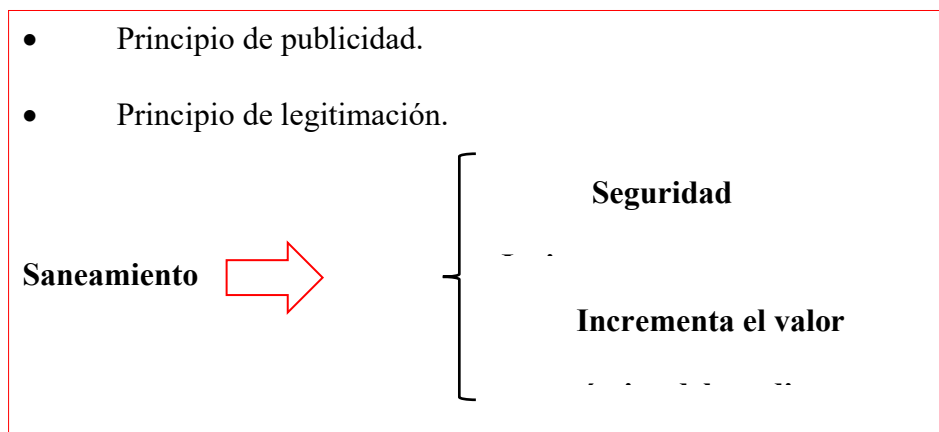 • Principio de publicidad.
• Principio de legitimación.
Seguridad
Saneamiento
Incrementa el valor